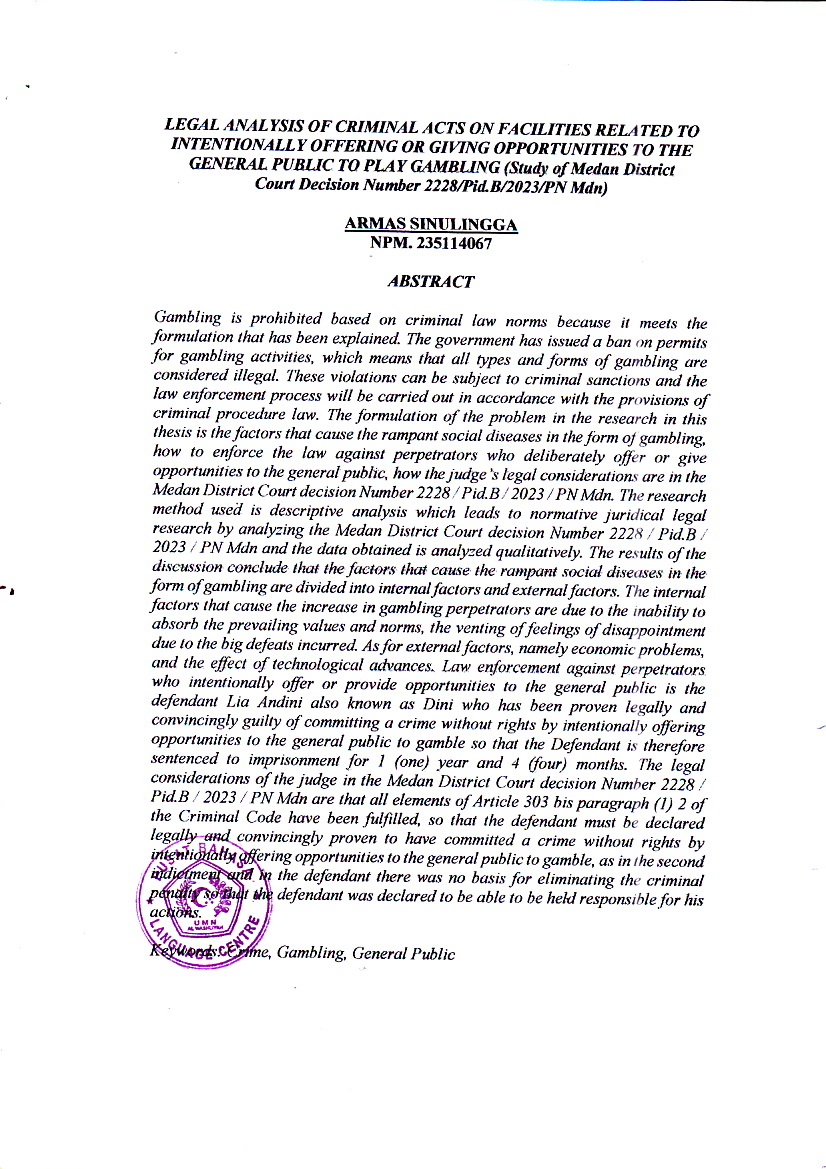 LEGAL ANALYSIS OF CRIMINAL ACTS ON FACILITIES RELATED TO
INTENTIONALLY OFFERING OR GIVING OPPORTUNITIES TO THE
GENERAL PUBLIC TO PLAY GAMBLING (Study of Medan District
Court Decision Number 2228/Pid.B/2023/PN Mdn)
ARMAS SINULINGGA
NPM. 235114067
ABSTRACT
Gambling is prohibited based on criminal law norms because it meets the
formulation that has been explained. The government has issued a ban on permits
for gambling activities, which means that all types and forms of gambling are
considered illegal. These violations can be subject to criminal sanctions and the
law enforcement process will be carried out in accordance with the provisions of
criminal procedure law. The formulation of the problem in the research in this
thesis is the factors that cause the rampant social diseases in the form of gambling,
how to enforce the law against perpetrators who deliberately offer or give
opportunities to the general public, how the judge's legal considerations are in the
Medan District Court decision Number 2228 / Pid.B / 2023 / PN Mdn. The research
method used is descriptive analysis which leads to normative juridical legal
research by analyzing the Medan District Court decision Number 2228 / Pid.B /
2023 / PN Mdn and the data obtained is analyzed qualitatively. The results of the
discussion conclude that the factors that cause the rampant social diseases in the
form of gambling are divided into internal factors and external factors. The internal
factors that cause the increase in gambling perpetrators are due to the inability to
absorb the prevailing values and norms, the venting of feelings of disappointment
due to the big defeats incurred. As for external factors, namely economic problems,
and the effect of technological advances. Law enforcement against perpetrators
who intentionally offer or provide opportunities to the general public is the
defendant Lia Andini also known as Dini who has been proven legally and
convincingly guilty of committing a crime without rights by intentionally offering
opportunities to the general public to gamble so that the Defendant is therefore
sentenced to imprisonment for 1 (one) year and 4 (four) months. The legal
considerations of the judge in the Medan District Court decision Number 2228 /
Pid.B / 2023 / PN Mdn are that all elements of Article 303 bis paragraph (1) 2 of
the Criminal Code have been fulfilled, so that the defendant must be declared
legally and convincingly proven to have committed a crime without rights by
intentionally offering opportunities to the general public to gamble, as in the second
indictment and in the defendant there was no basis for eliminating the criminal
penalty so that the defendant was declared to be able to be held responsible for his
actions.
Keywords: Crime, Gambling, General Public
PUSAT BAHASA
UMN
AL WASHLIYAH
LANGUAGE CENTRE